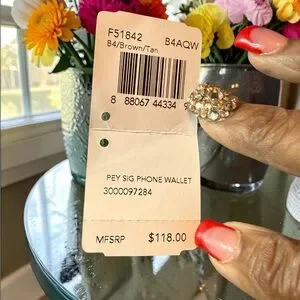 F51842 B4AQW
B4/Brown/Tan
8 88067 44334
PEY SIG PHONE WALLET
3000097284
MFSRP $118.00